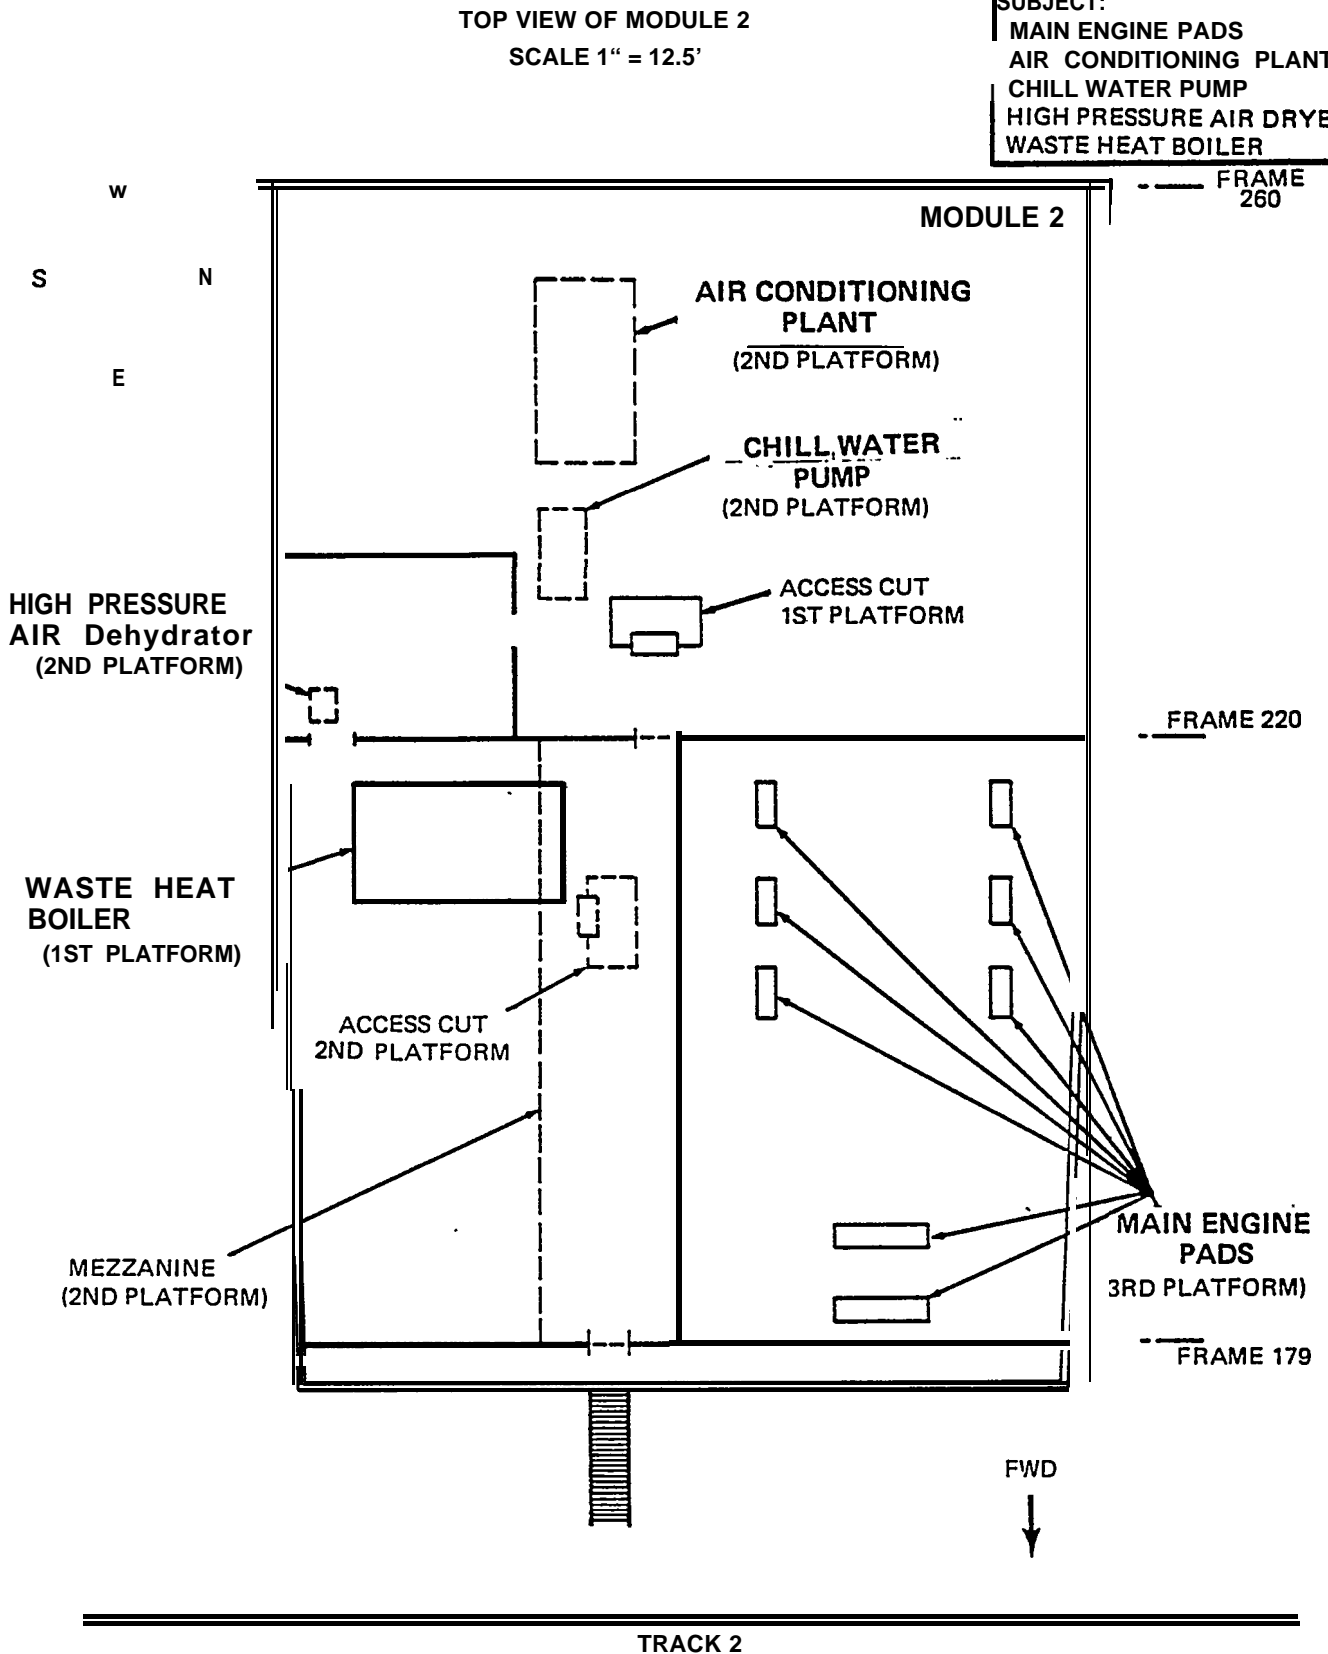 TOP VIEW OF MODULE 2
SCALE 1“ = 12.5'
SUBJECT:
MAIN ENGINE PADS
AIR CONDITIONING PLANT
CHILL WATER PUMP
HIGH PRESSURE AIR DRYE
WASTE HEAT BOILER
FRAME
260
W
S N
E
MODULE 2
AIR CONDITIONING
PLANT
(2ND PLATFORM)
CHILL WATER
PUMP
(2ND PLATFORM)
ACCESS CUT
1ST PLATFORM
HIGH PRESSURE
AIR Dehydrator
(2ND PLATFORM)
FRAME 220
WASTE HEAT
BOILER
(1ST PLATFORM)
ACCESS CUT
2ND PLATFORM
MEZZANINE
(2ND PLATFORM)
MAIN ENGINE
PADS
3RD PLATFORM)
FRAME 179
FWD
TRACK 2